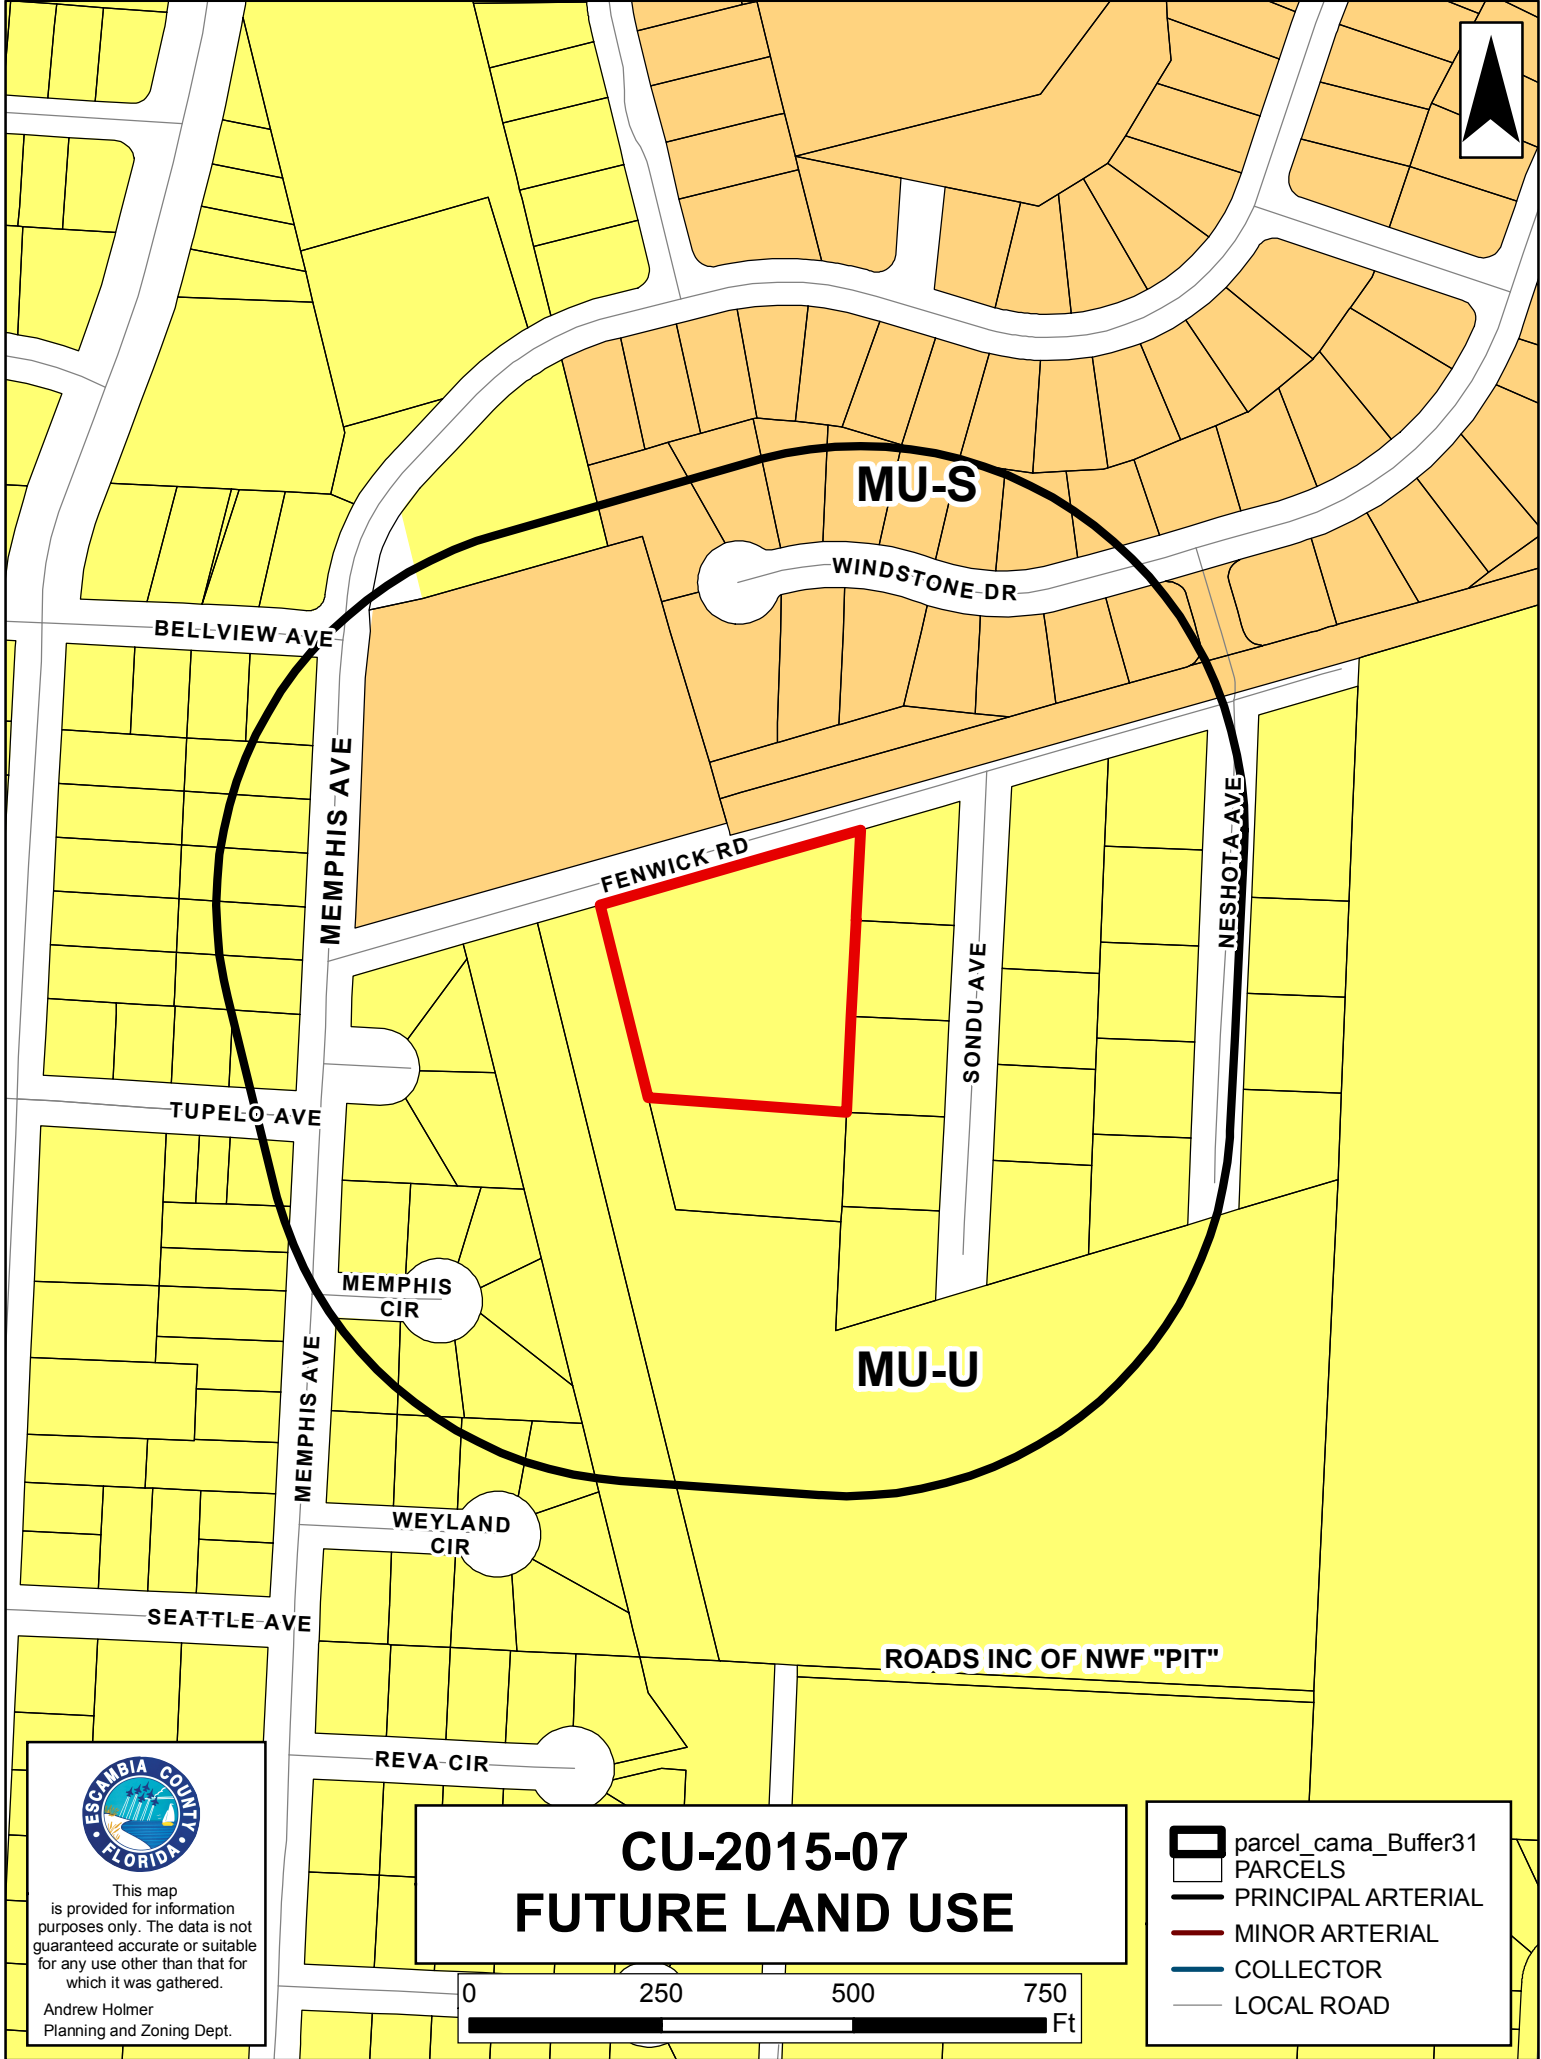 MU-S
WINDSTONE DR
BELLVIEW AVE
MEMPHIS AVE
FENWICK RD
NESHOTA AVE
SONDU AVE
TUPELO AVE
MEMPHIS
CIR
MU-U
MEMPHIS AVE
WEYLAND
CIR
SEATTLE AVE
ROADS INC OF NWF "PIT"
REVA CIR
ESCAMBIA COUNTY
FLORIDA
This map
is provided for information
purposes only. The data is not
guaranteed accurate or suitable
for any use other than that for
which it was gathered.
Andrew Holmer
Planning and Zoning Dept.
CU-2015-07
FUTURE LAND USE
0 250 500 750
Ft
parcel_cama_Buffer31
PARCELS
PRINCIPAL ARTERIAL
MINOR ARTERIAL
COLLECTOR
LOCAL ROAD